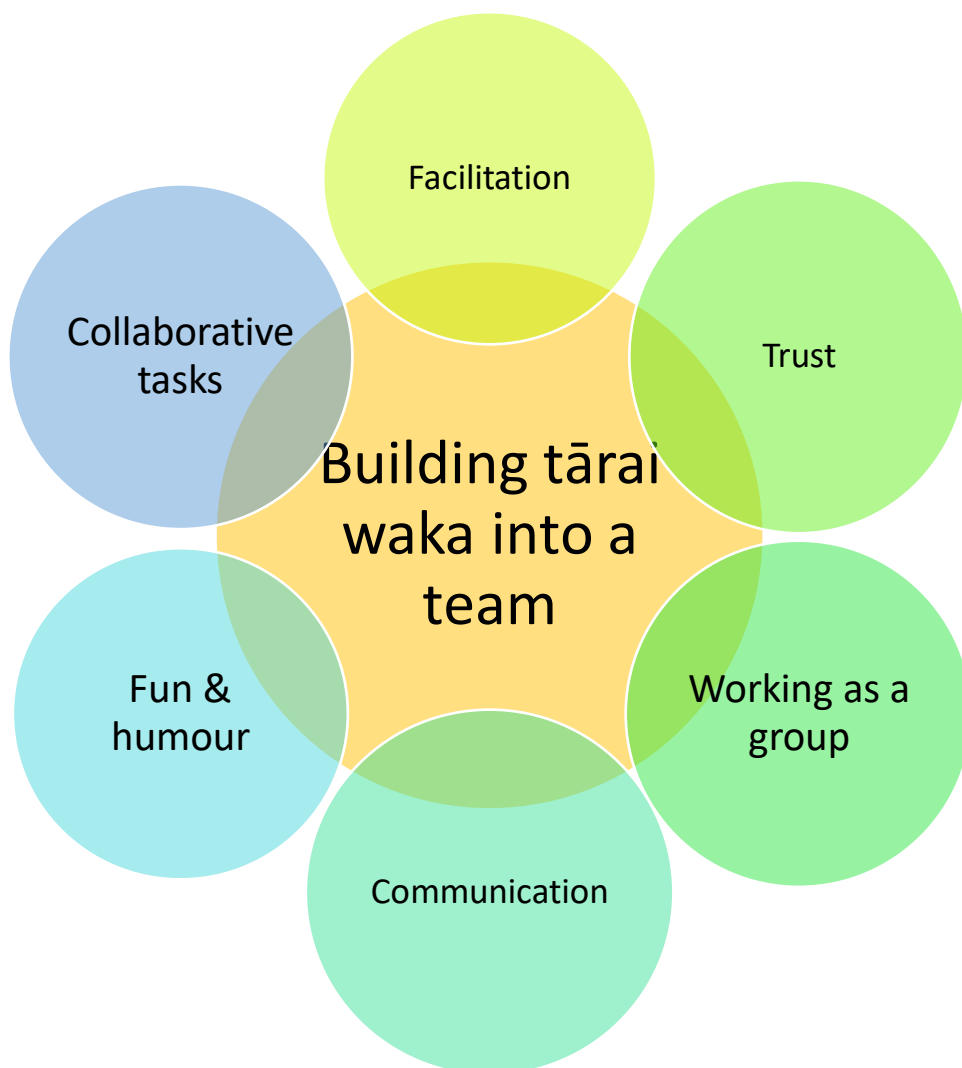 Facilitation
Trust
Working as a
group
Communication
Fun &
humour
Collaborative
tasks
Building tārai
waka into a
team